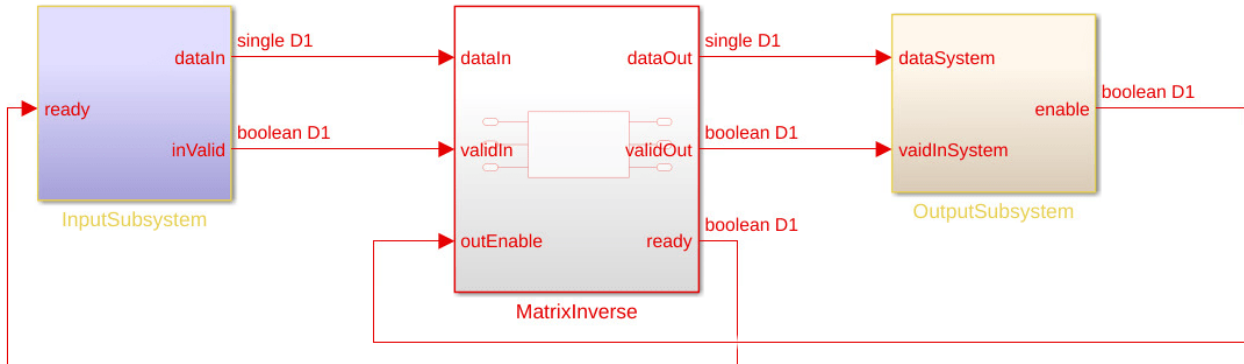 single D1
single D1
dataIn
dataIn
dataOut
dataSystem
boolean D1
ready
enable
boolean D1
boolean D1
inValid
validIn
validOut
vaidInSystem
InputSubsystem
OutputSubsystem
boolean D1
outEnable
ready
MatrixInverse